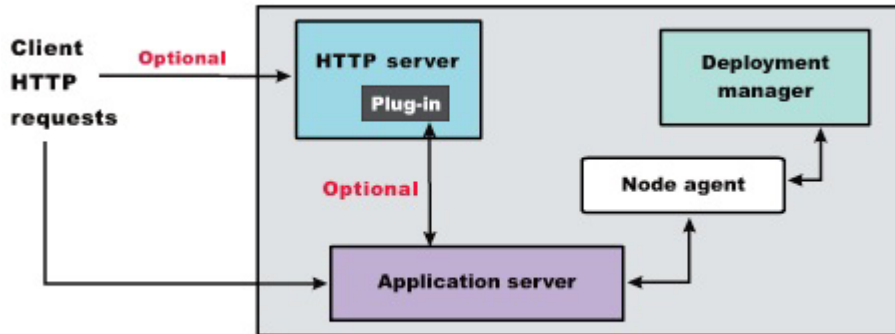 Client
HTTP
requests
Optional
HTTP server
Plug-in
Optional
Deployment
manager
Node agent
Application server